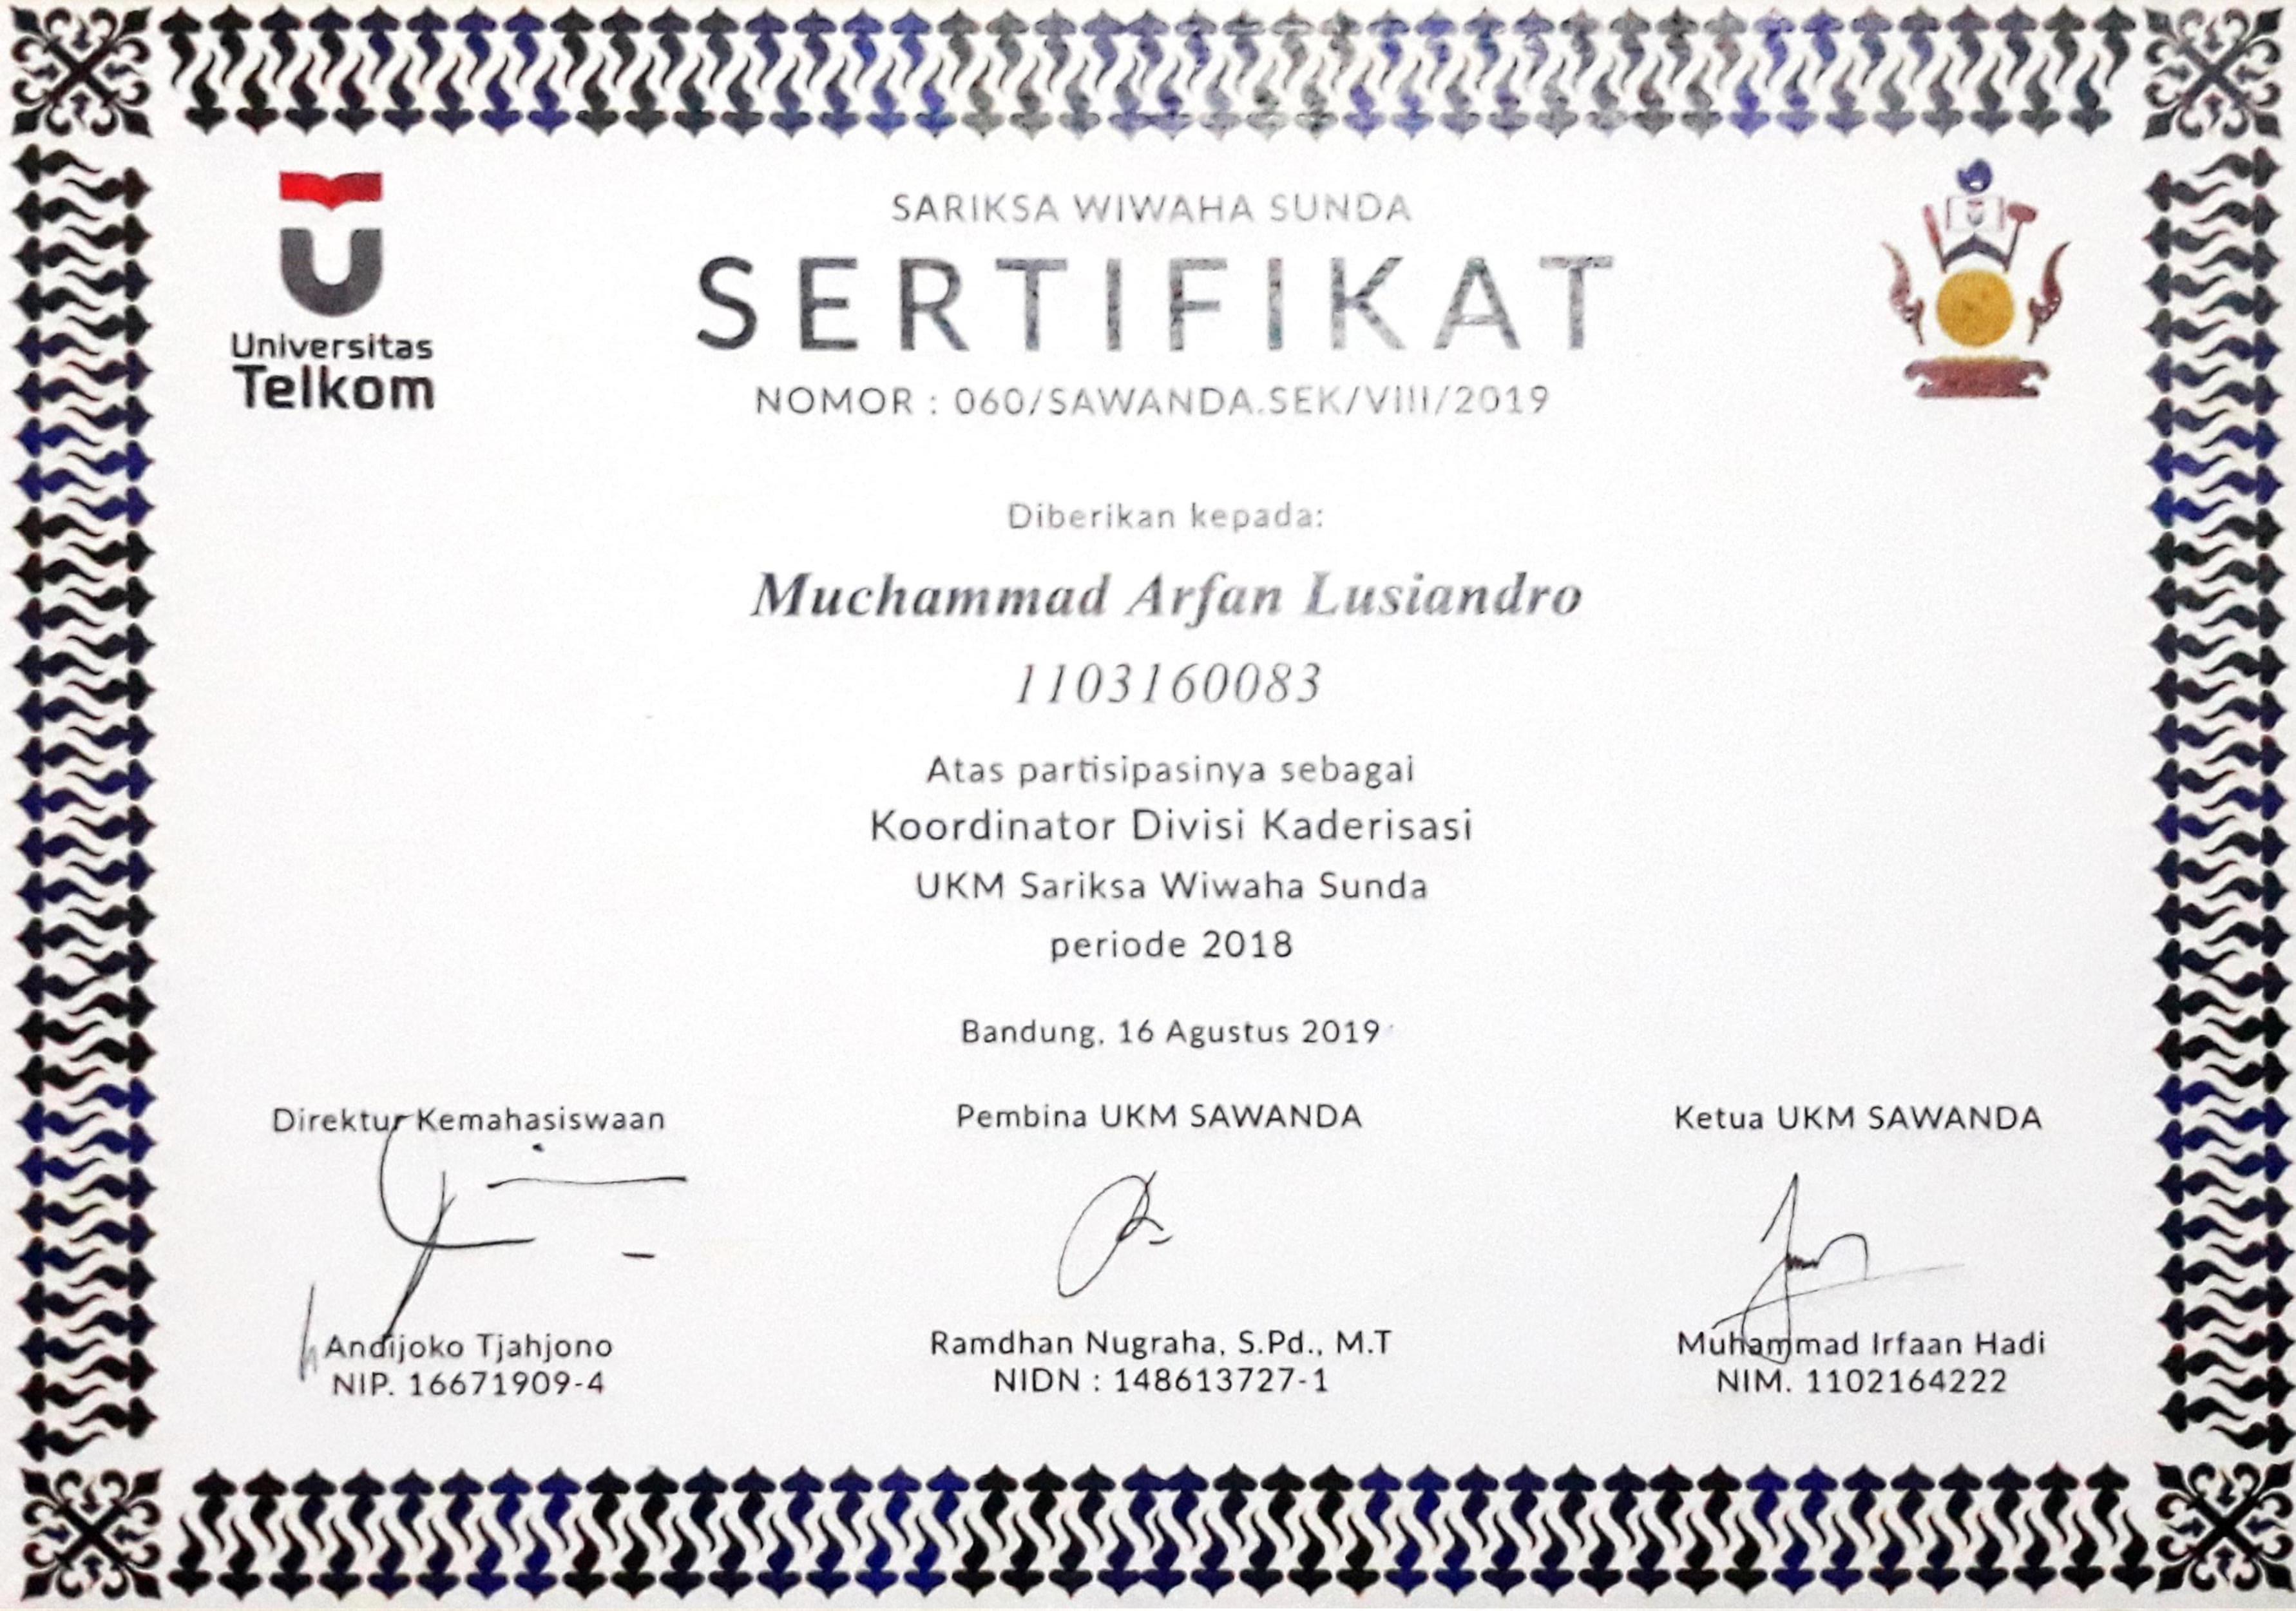 Universitas
Telkom
SARIKSA WIWAHA SUNDA
SERTIFIKAT
NOMOR : 060/SAWANDA.SEK/VIII/2019
Diberikan kepada:
Muchammad Arfan Lusiandro
1103160083
Atas partisipasinya sebagai
Koordinator Divisi Kaderisasi
UKM Sariksa Wiwaha Sunda
periode 2018
Bandung, 16 Agustus 2019
Direktur Kemahasiswaan
Andijoko Tjahjono
NIP. 16671909-4
Pembina UKM SAWANDA
Ramdhan Nugraha, S.Pd., M.T
NIDN : 148613727-1
Ketua UKM SAWANDA
Muhammad Irfaan Hadi
NIM. 1102164222